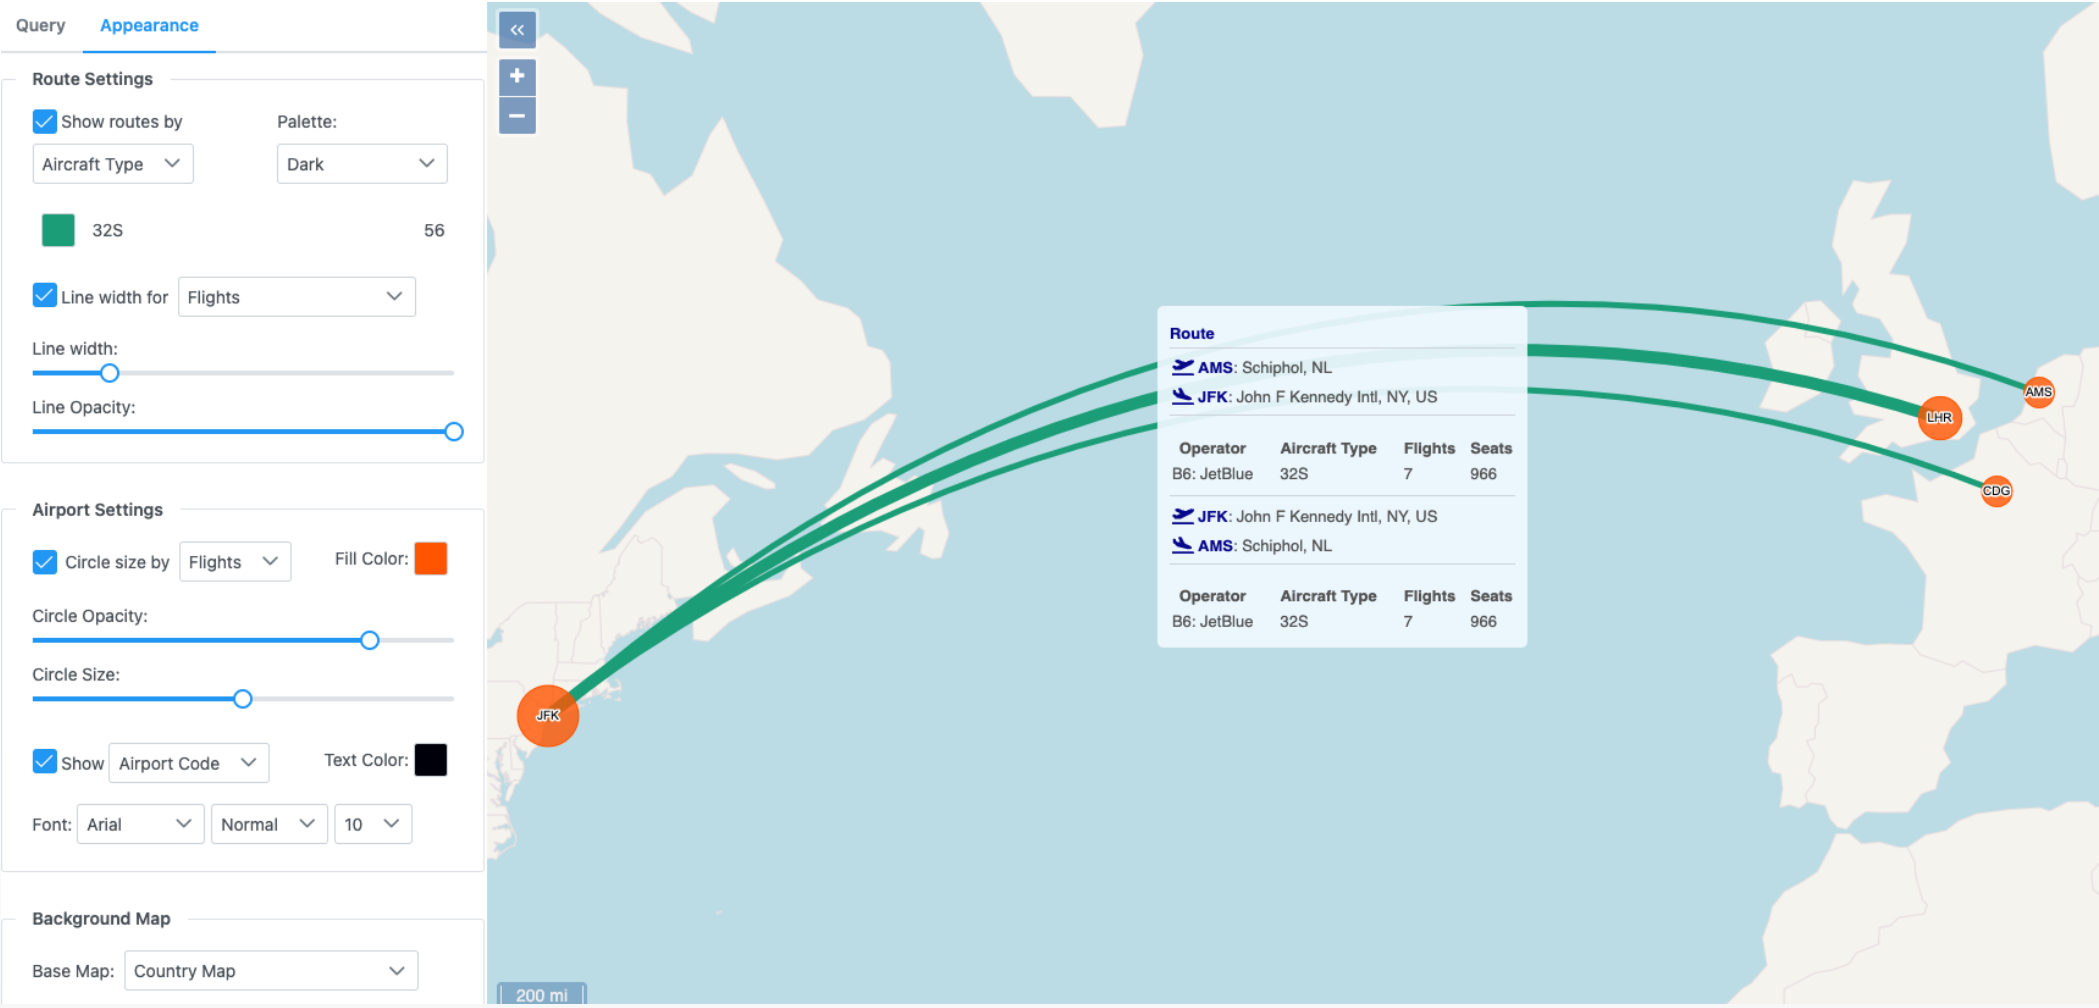 Query Appearance
Route Settings
Show routes by Palette:
Aircraft Type Dark
32S 56
Line width for Flights
Line width:
Line Opacity:
Airport Settings
Circle size by Flights Fill Color:
Circle Opacity:
Circle Size:
Show Airport Code Text Color:
Font: Arial Normal 10
Background Map
Base Map: Country Map
«
+
−
Route
AMS: Schiphol, NL
JFK: John F Kennedy Intl, NY, US
Operator Aircraft Type Flights Seats
B6: JetBlue 32S 7 966
JFK: John F Kennedy Intl, NY, US
AMS: Schiphol, NL
Operator Aircraft Type Flights Seats
B6: JetBlue 32S 7 966
AMS
LHR
CDG
JFK
200 mi